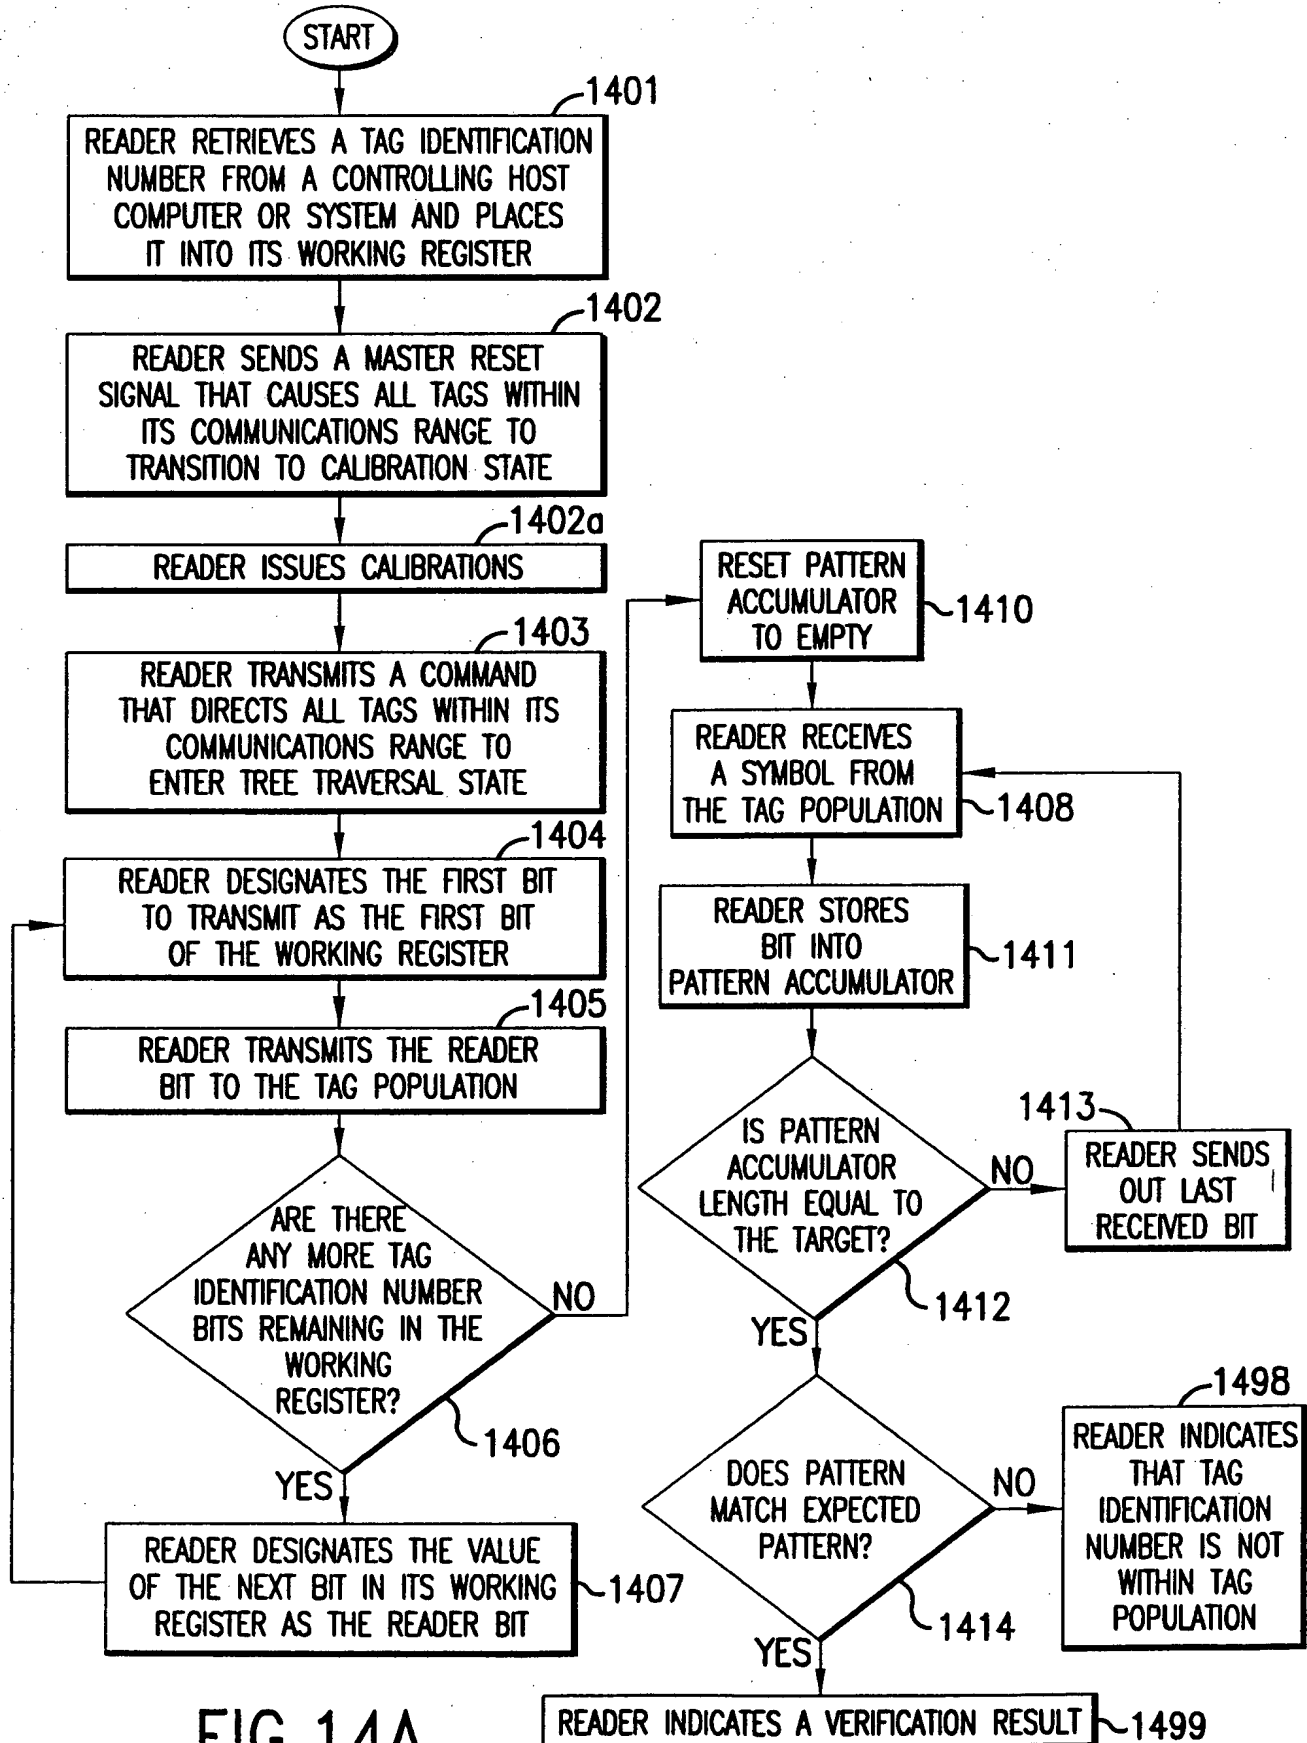 START
1401
READER RETRIEVES A TAG IDENTIFICATION
NUMBER FROM A CONTROLLING HOST
COMPUTER OR SYSTEM AND PLACES
IT INTO ITS WORKING REGISTER
1402
READER SENDS A MASTER RESET
SIGNAL THAT CAUSES ALL TAGS WITHIN
ITS COMMUNICATIONS RANGE TO
TRANSITION TO CALIBRATION STATE
1402a
READER ISSUES CALIBRATIONS
1403
READER TRANSMITS A COMMAND
THAT DIRECTS ALL TAGS WITHIN ITS
COMMUNICATIONS RANGE TO
ENTER TREE TRAVERSAL STATE
1404
READER DESIGNATES THE FIRST BIT
TO TRANSMIT AS THE FIRST BIT
OF THE WORKING REGISTER
1405
READER TRANSMITS THE READER
BIT TO THE TAG POPULATION
ARE THERE
ANY MORE TAG
IDENTIFICATION NUMBER
BITS REMAINING IN THE
WORKING
REGISTER?
NO
1406
YES
READER DESIGNATES THE VALUE
OF THE NEXT BIT IN ITS WORKING
REGISTER AS THE READER BIT
1407
RESET PATTERN
ACCUMULATOR
TO EMPTY
1410
READER RECEIVES
A SYMBOL FROM
THE TAG POPULATION
1408
READER STORES
BIT INTO
PATTERN ACCUMULATOR
1411
IS PATTERN
ACCUMULATOR
LENGTH EQUAL TO
THE TARGET?
NO
1412
1413
READER SENDS
OUT LAST
RECEIVED BIT
YES
DOES PATTERN
MATCH EXPECTED
PATTERN?
NO
1414
1498
READER INDICATES
THAT TAG
IDENTIFICATION
NUMBER IS NOT
WITHIN TAG
POPULATION
YES
READER INDICATES A VERIFICATION RESULT
1499
FIG.14A